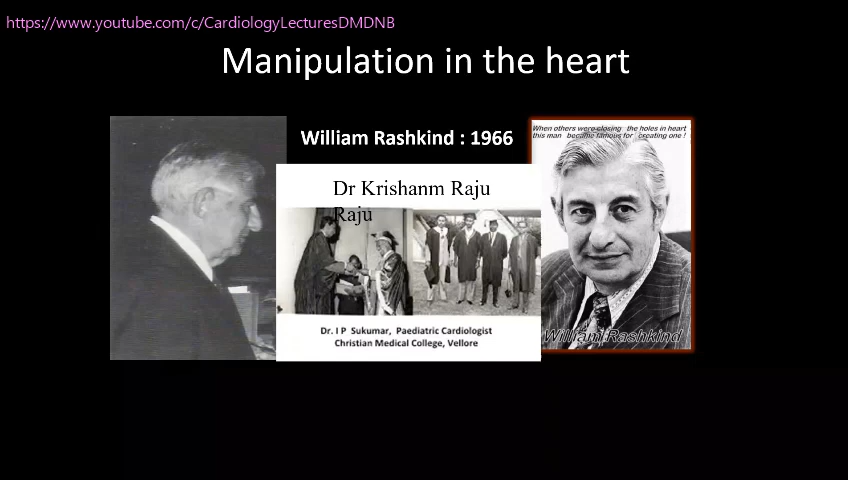 https://www.youtube.com/c/CardiologyLecturesDMDNB
Manipulation in the heart
William Rashkind : 1966
When others were closing the holes in heart
this man became famous for creating one !
Dr Krishanm Raju
Raju
Dr. I P Sukumar, Paediatric Cardiologist
Christian Medical College, Vellore
William Rashkind